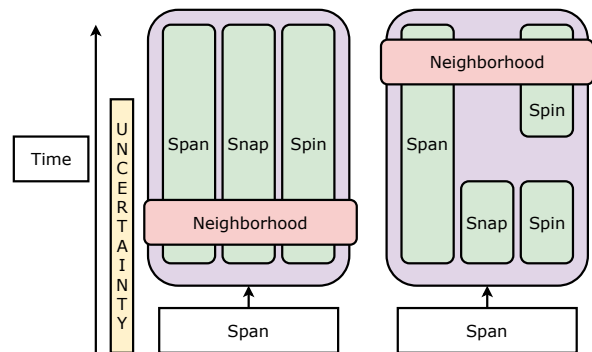 Time
UNCERTAINTY
Span
Snap
Spin
Neighborhood
Span
Neighborhood
Spin
Span
Snap
Spin
Span